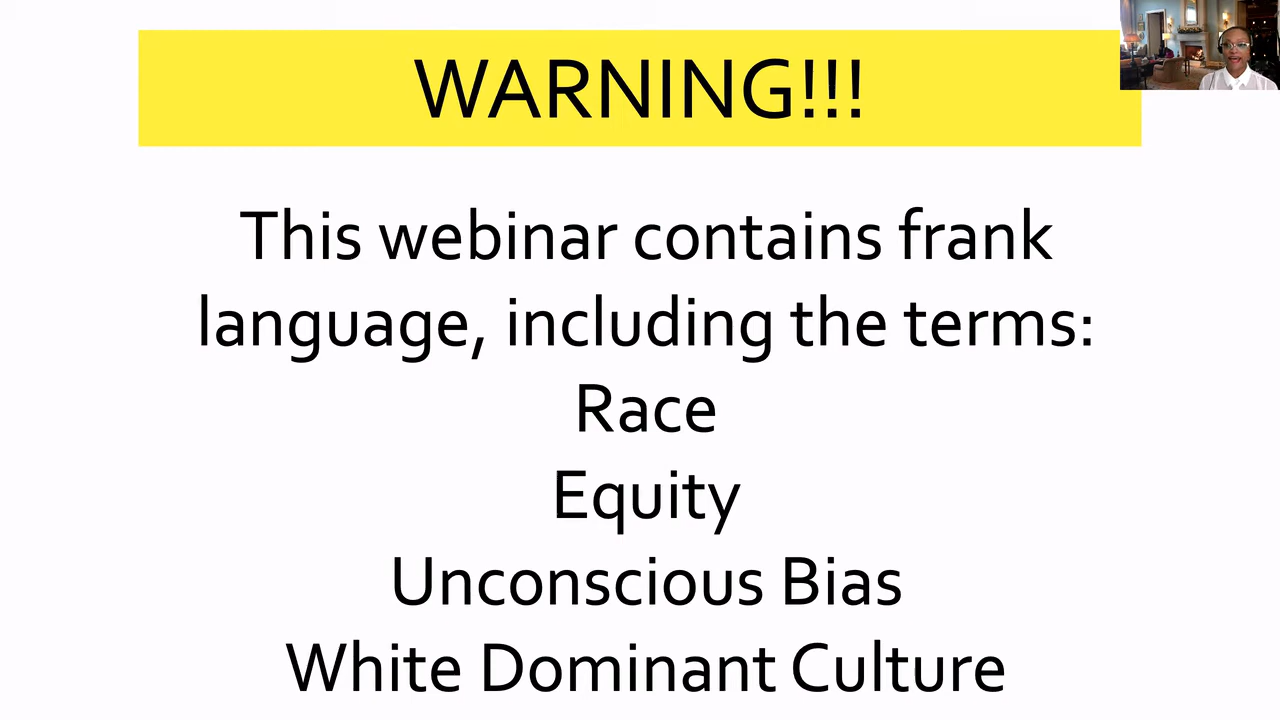 WARNING!!!
This webinar contains frank
language, including the terms:
Race
Equity
Unconscious Bias
White Dominant Culture